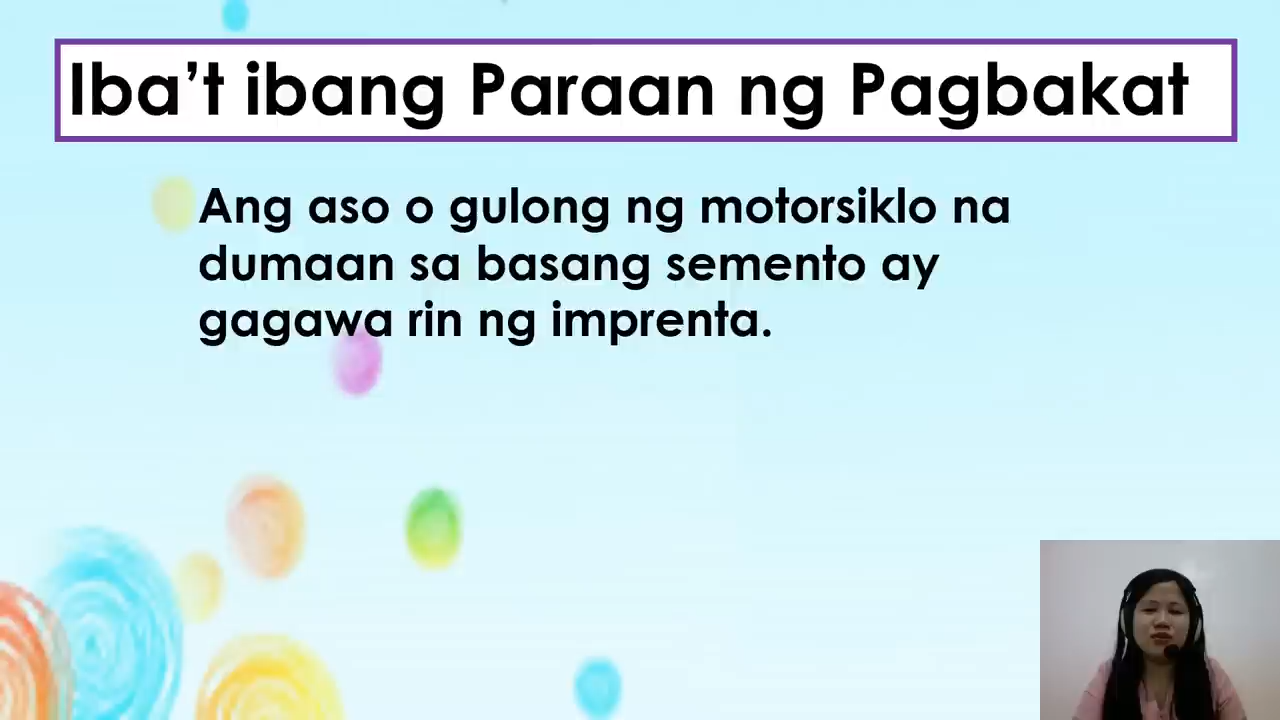 Iba’t ibang Paraan ng Pagbakat
Ang aso o gulong ng motorsiklo na
dumaan sa basang semento ay
gagawa rin ng imprenta.